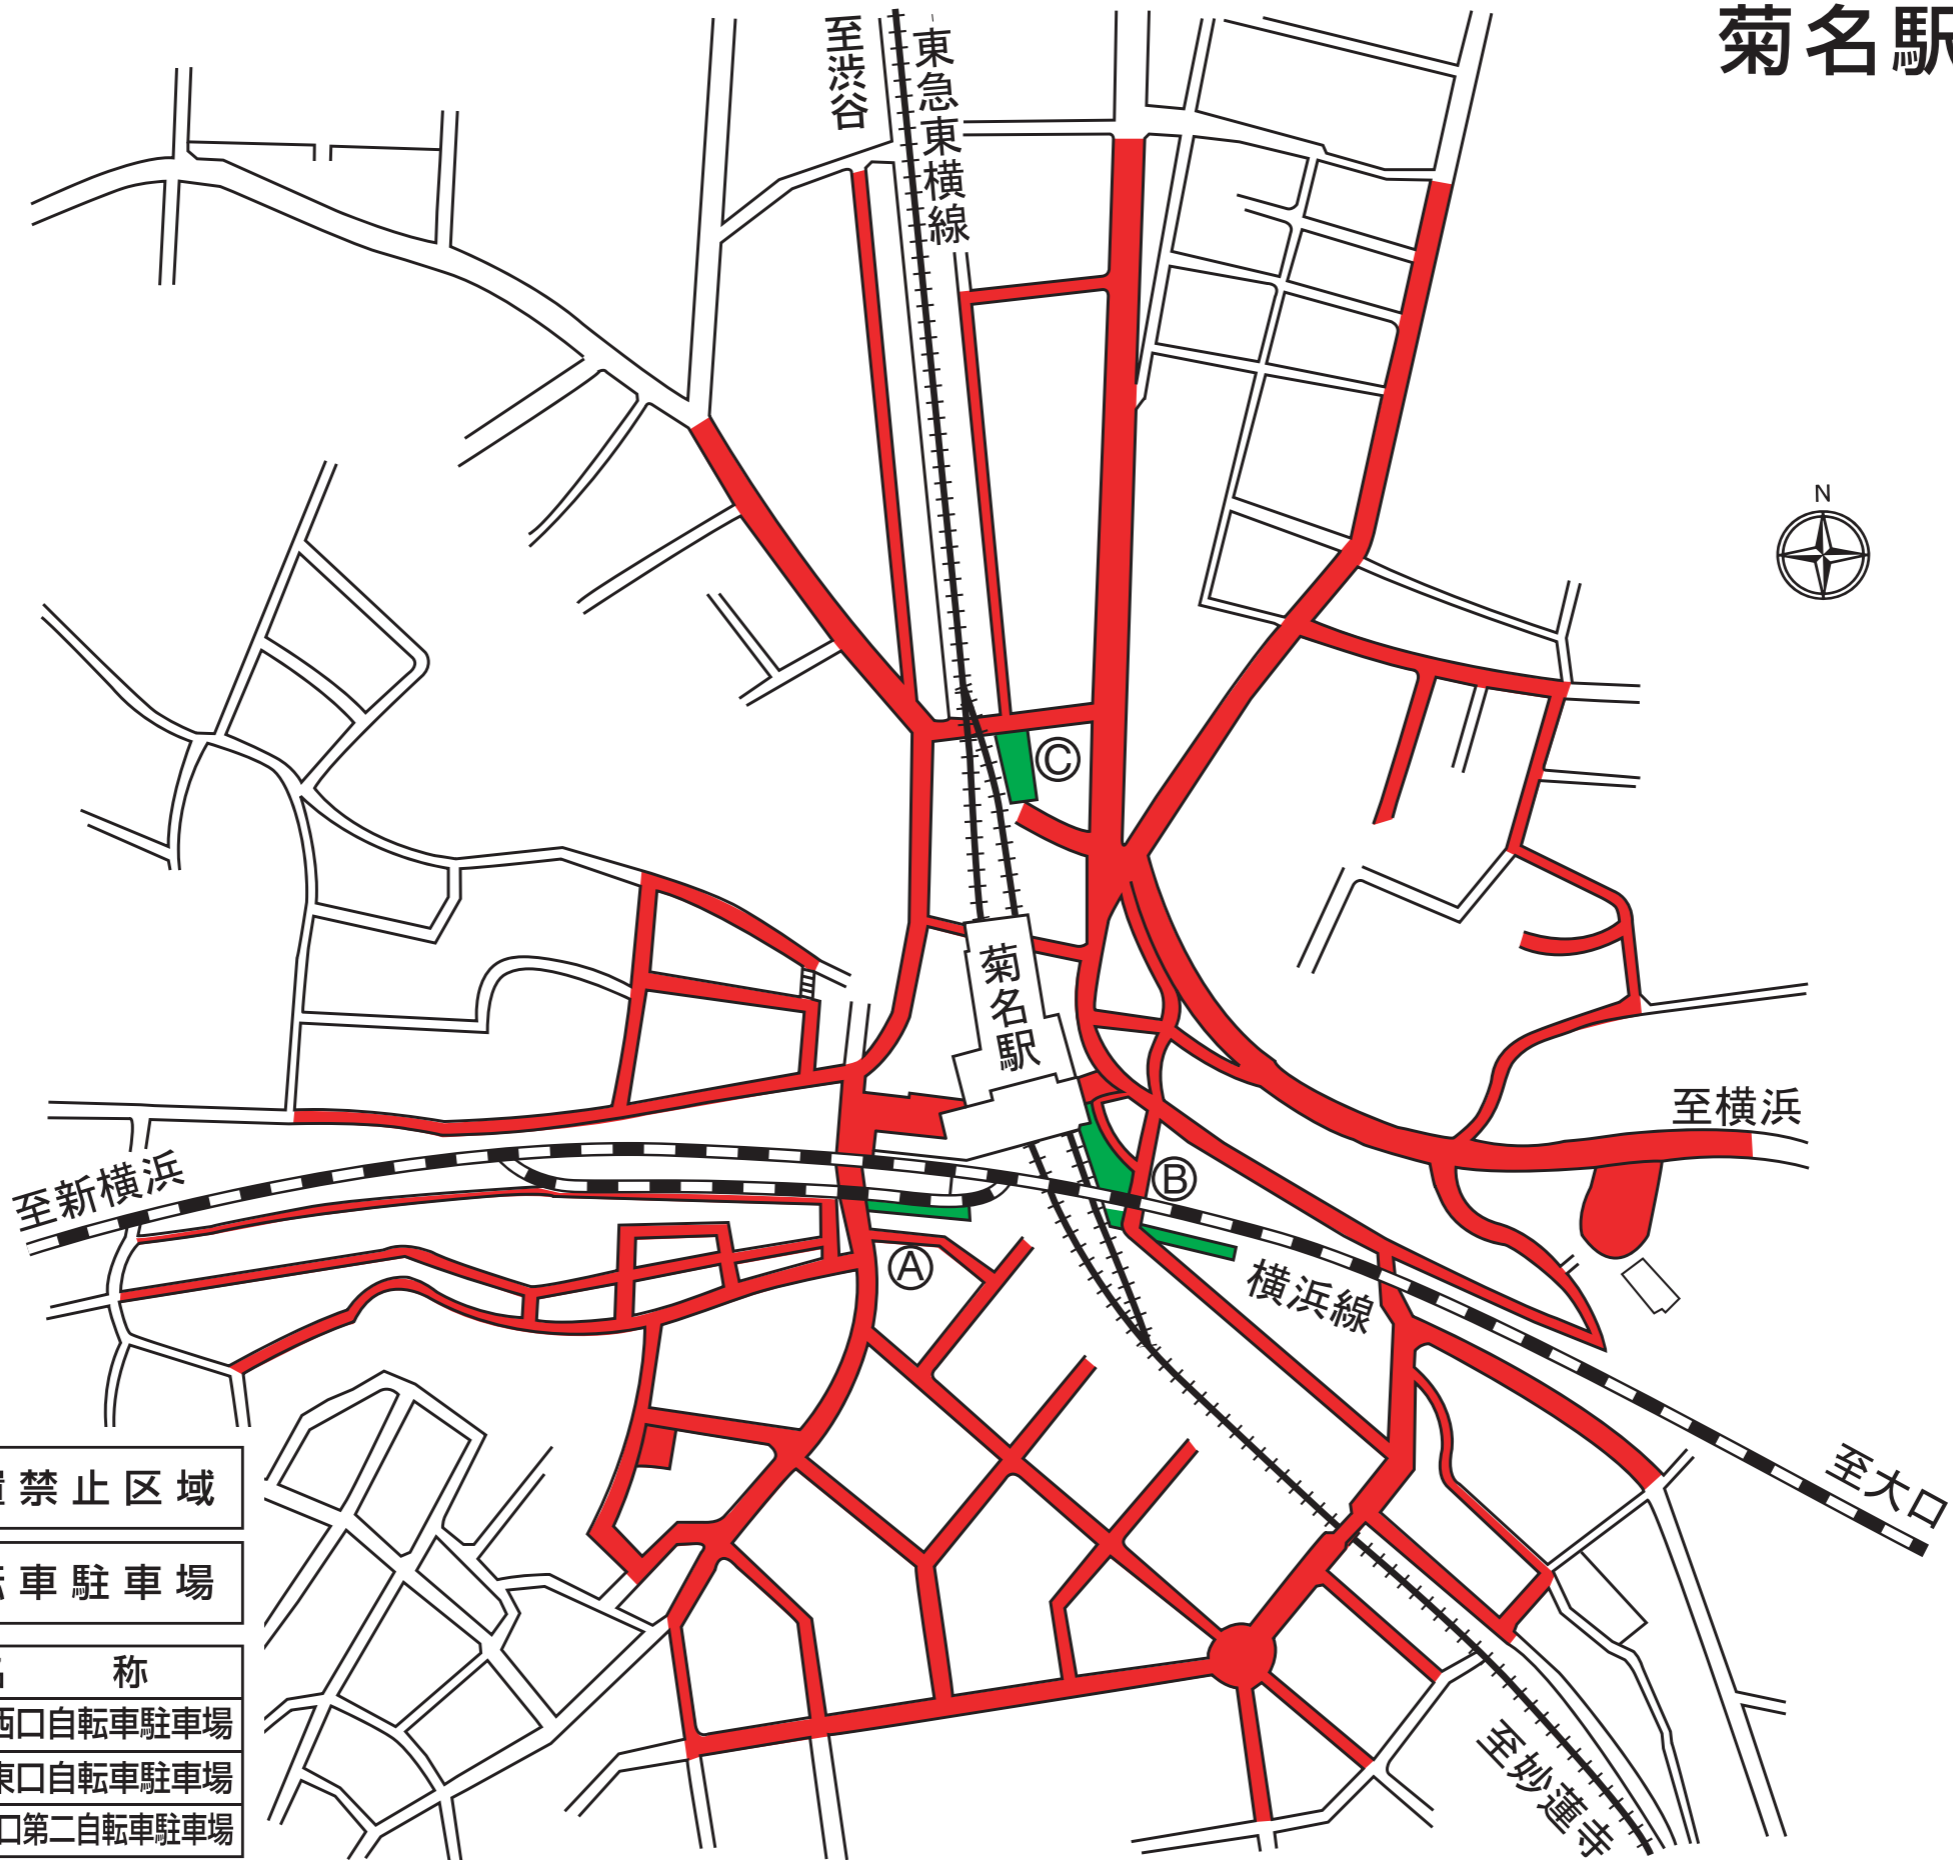 菊名駅
至渋谷
東急東横線
N
Ⓒ
菊名駅
至横浜
至新横浜
Ⓑ
Ⓐ
横浜線
至大口
至妙蓮寺
置禁止区域
転車駐車場
名 称
西口自転車駐車場
東口自転車駐車場
口第二自転車駐車場